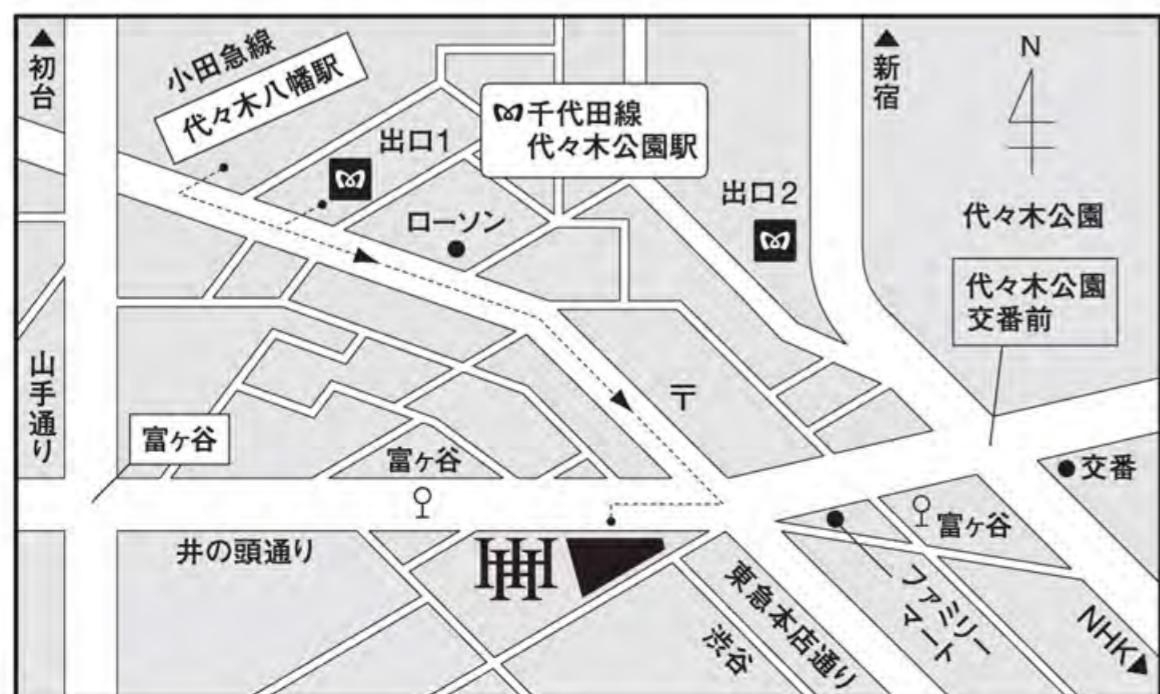 ▲初台
小田急線
代々木八幡駅
出口1
千代田線
代々木公園駅
ローソン
出口2
▲新宿
N
代々木公園
代々木公園
交番前
山手通り
富ヶ谷
富ヶ谷
〒
交番
富ヶ谷
井の頭通り
HHH
東急本店通り
渋谷
ファミリー
マート
NHK▲